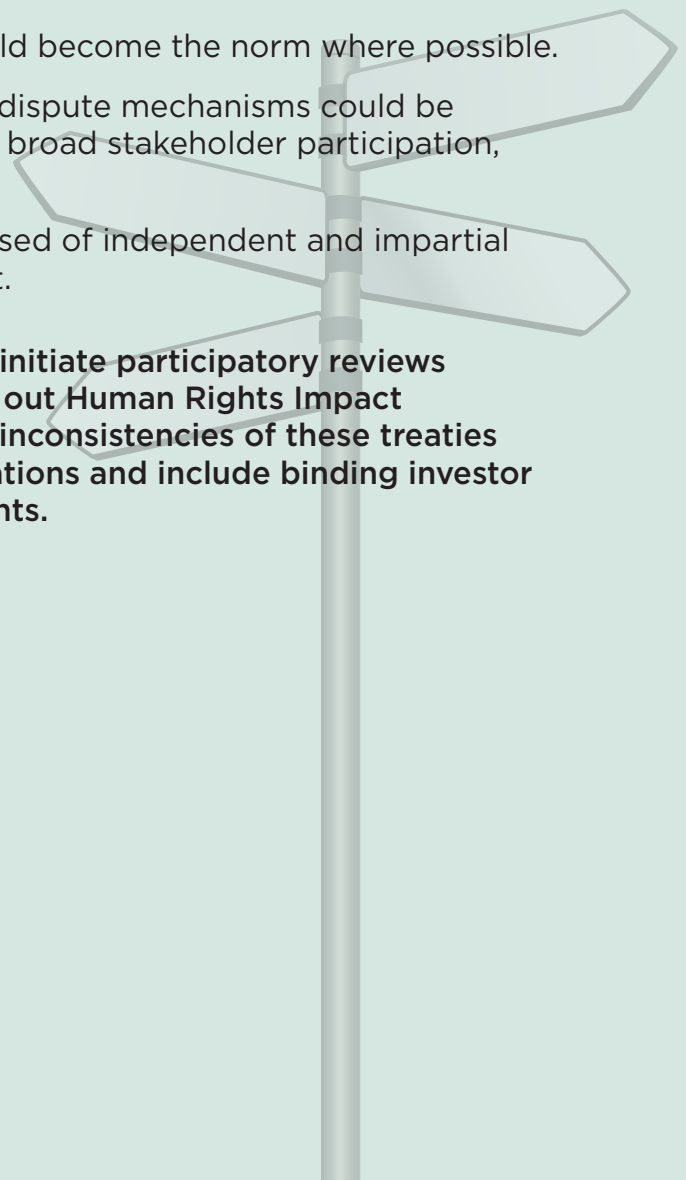 ld become the norm where possible.
dispute mechanisms could be
broad stakeholder participation,
sed of independent and impartial
t.
initiate participatory reviews
out Human Rights Impact
inconsistencies of these treaties
ations and include binding investor
nts.